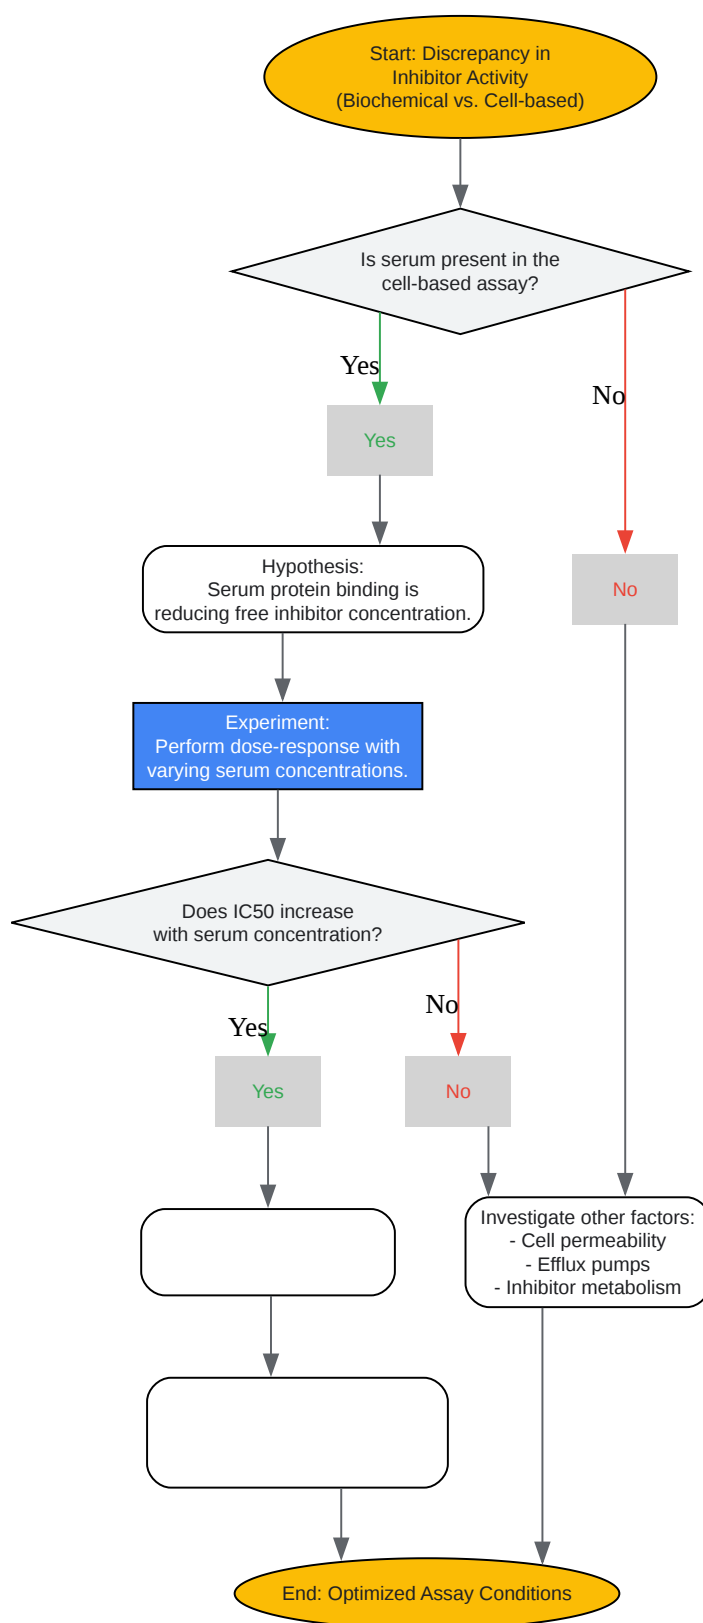 Start: Discrepancy in
Inhibitor Activity
(Biochemical vs. Cell-based)
Is serum present in the
cell-based assay?
Yes
No
Yes
Hypothesis:
Serum protein binding is
reducing free inhibitor concentration.
No
Experiment:
Perform dose-response with
varying serum concentrations.
Does IC50 increase
with serum concentration?
Yes
No
Yes
No
Investigate other factors:
- Cell permeability
- Efflux pumps
- Inhibitor metabolism
End: Optimized Assay Conditions